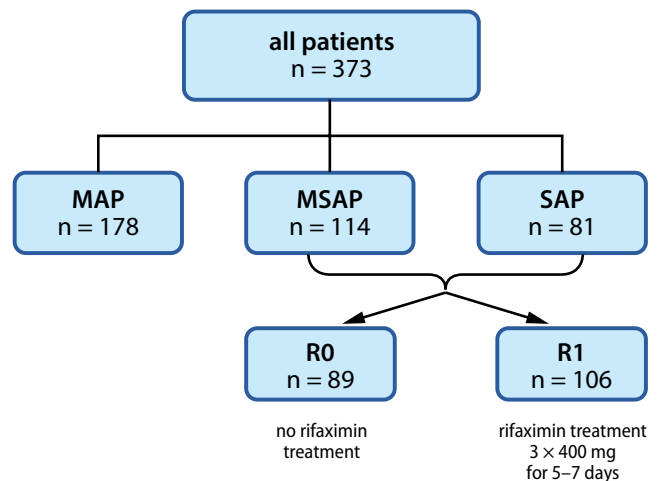 all patients
n = 373
MAP
n = 178
MSAP
n = 114
SAP
n = 81
R0
n = 89
R1
n = 106
no rifaximin
treatment
rifaximin treatment
3 × 400 mg
for 5–7 days